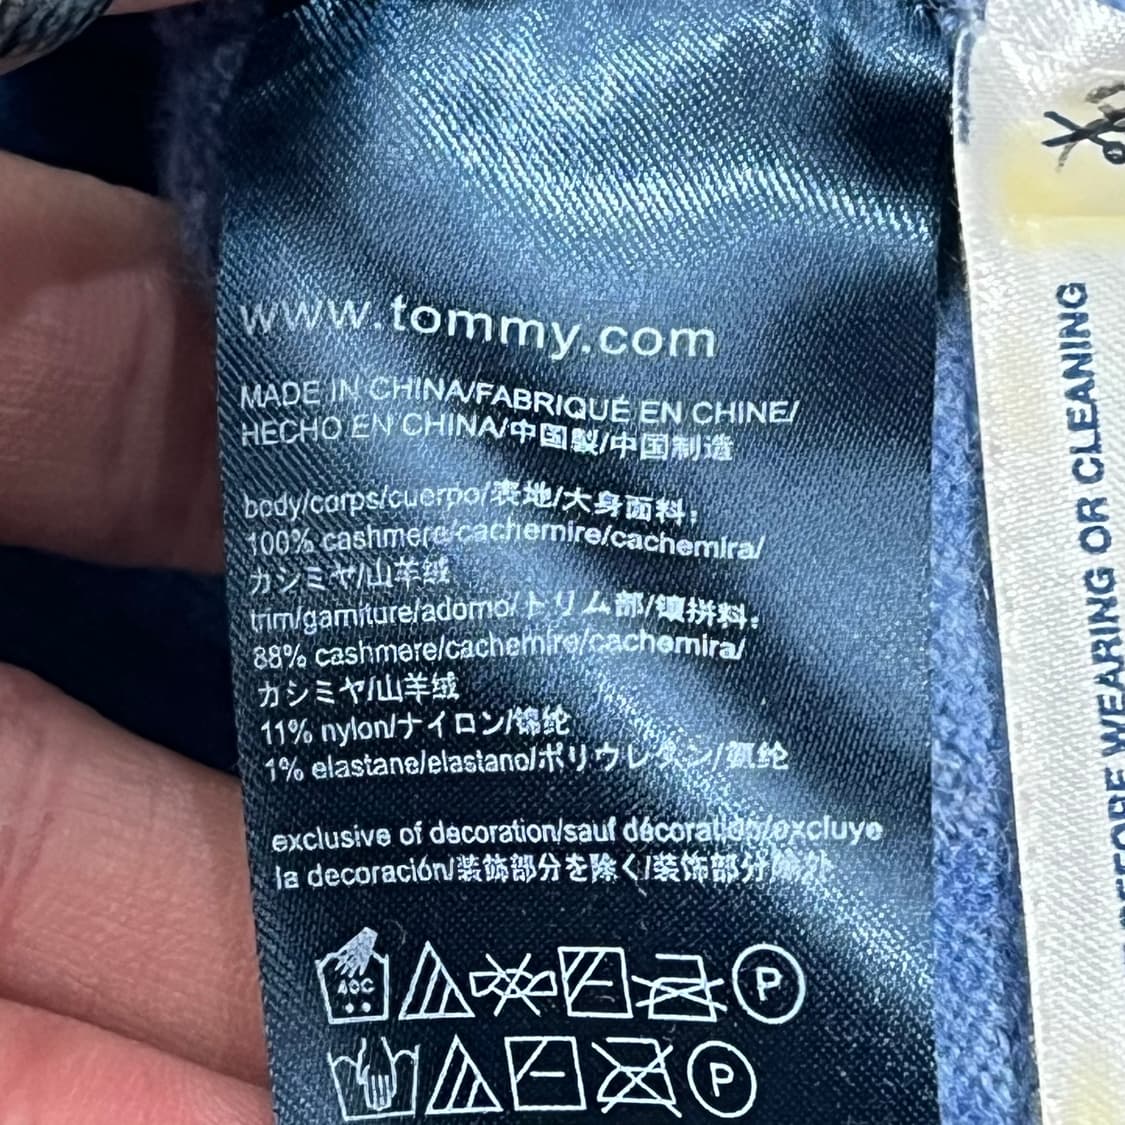 www.tommy.com
MADE IN CHINA/FABRIQUÉ EN CHINE/
HECHO EN CHINA/中国製/中国制造
body/corps/cuerpo/表地/大身面料:
100% cashmere/cachemire/cachemira/
カシミヤ/山羊绒
trim/garniture/adorno/トリム部/镶拼料:
88% cashmere/cachemire/cachemira/
カシミヤ/山羊绒
11% nylon/ナイロン/锦纶
1% elastane/elastano/ポリウレタン/氨纶
exclusive of decoration/sauf décoration/excluye
la decoración/装飾部分を除く/装饰部分除外
40C
P
P
BEFORE WEARING OR CLEANING